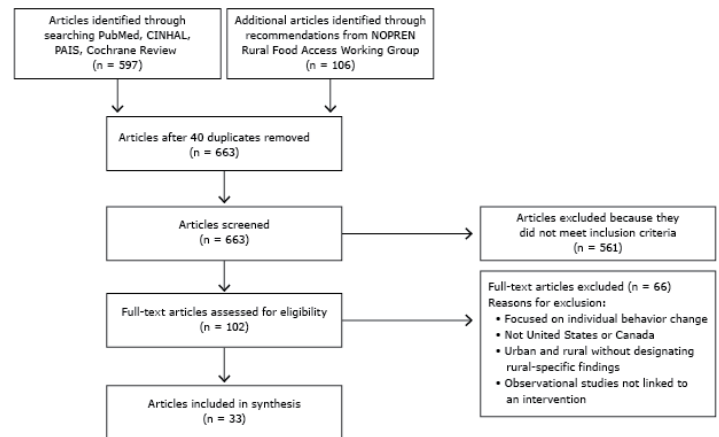 Articles identified through
searching PubMed, CINHAL,
PAIS, Cochrane Review
(n = 597)
Additional articles identified through
recommendations from NOPREN
Rural Food Access Working Group
(n = 106)
Articles after 40 duplicates removed
(n = 663)
Articles screened
(n = 663)
Articles excluded because they
did not meet inclusion criteria
(n = 561)
Full-text articles assessed for eligibility
(n = 102)
Full-text articles excluded (n = 66)
Reasons for exclusion:
• Focused on individual behavior change
• Not United States or Canada
• Urban and rural without designating
rural-specific findings
• Observational studies not linked to
an intervention
Articles included in synthesis
(n = 33)